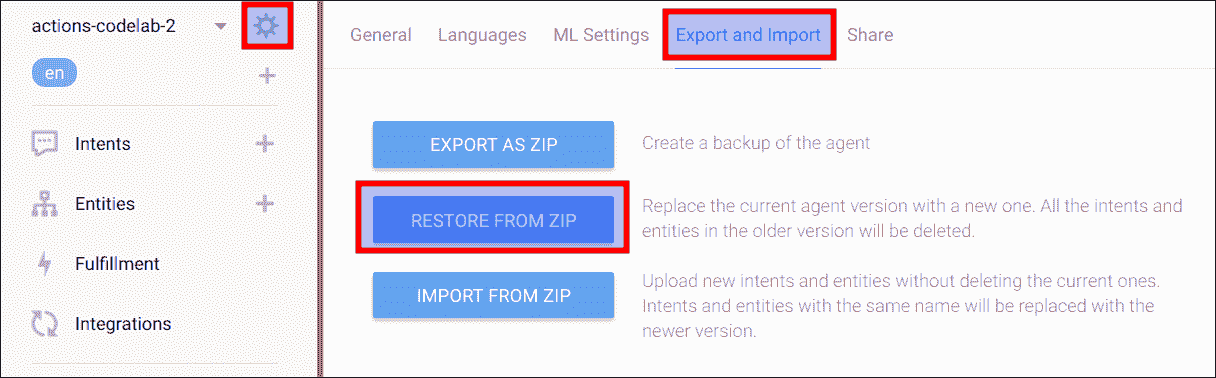 actions-codelab-2
en
Intents
Entities
Fulfillment
Integrations
General Languages ML Settings Export and Import Share
EXPORT AS ZIP
Create a backup of the agent
RESTORE FROM ZIP
Replace the current agent version with a new one. All the intents and
entities in the older version will be deleted.
IMPORT FROM ZIP
Upload new intents and entities without deleting the current ones.
Intents and entities with the same name will be replaced with the
newer version.